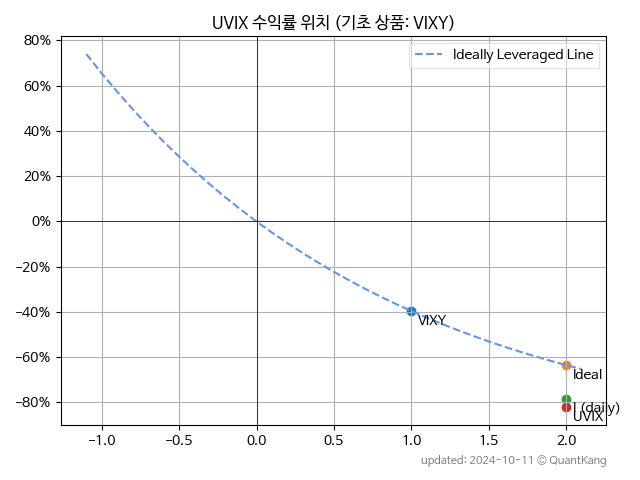 UVIX 수익률 위치 (기초 상품: VIXY)
80%
60%
40%
20%
0%
−20%
−40%
−60%
−80%
Ideally Leveraged Line
VIXY
Ideal
(daily)
UVIX
−1.0
−0.5
0.0
0.5
1.0
1.5
2.0
updated: 2024-10-11 © QuantKang